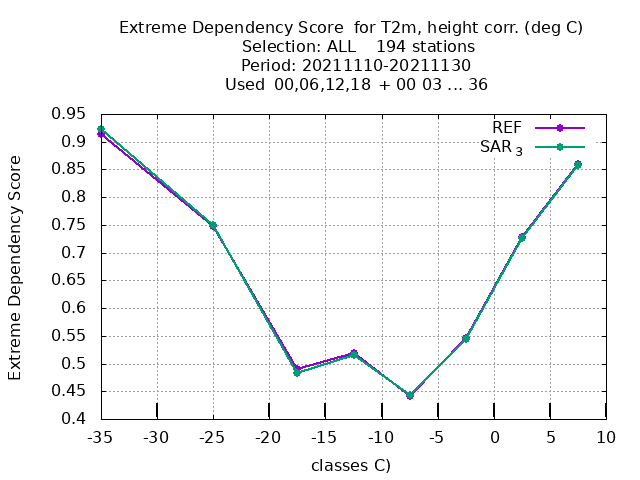 Extreme Dependency Score  for T2m, height corr. (deg C)
Selection: ALL    194 stations
Period: 20211110-20211130
Used  00,06,12,18 + 00 03 ... 36
Extreme Dependency Score
0.95
0.9
0.85
0.8
0.75
0.7
0.65
0.6
0.55
0.5
0.45
0.4
REF
SAR 3
-35 -30 -25 -20 -15 -10 -5 0 5 10
classes C)